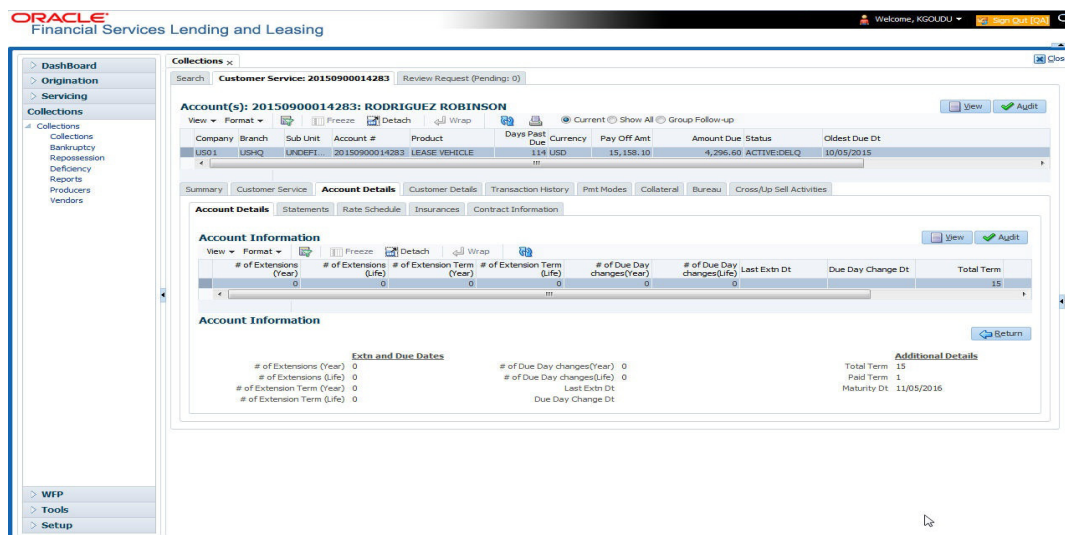 ORACLE®
Financial Services Lending and Leasing
Welcome, KGOUDU
Sign Out [QA]
DashBoard
Origination
Servicing
Collections
Collections
Collections
Bankruptcy
Repossession
Deficiency
Reports
Producers
Vendors
WFP
Tools
Setup
Collections x
Clos
Search Customer Service: 20150900014283 Review Request (Pending: 0)
Account(s): 20150900014283: RODRIGUEZ ROBINSON
View Audit
View Format Freeze Detach Wrap Current Show All Group Follow-up
Company Branch Sub Unit Account # Product Days Past Due Currency Pay Off Amt Amount Due Status Oldest Due Dt
US01 USHQ UNDEFI... 20150900014283 LEASE VEHICLE 114 USD 15,158.10 4,296.60 ACTIVE:DELQ 10/05/2015
Summary Customer Service Account Details Customer Details Transaction History Pmt Modes Collateral Bureau Cross/Up Sell Activities
Account Details Statements Rate Schedule Insurances Contract Information
Account Information
View Audit
View Format Freeze Detach Wrap
# of Extensions (Year) # of Extensions (Life) # of Extension Term (Year) # of Extension Term (Life) # of Due Day changes(Year) # of Due Day changes(Life) Last Extn Dt Due Day Change Dt Total Term
0 0 0 0 0 0 15
Account Information
Return
Extn and Due Dates Additional Details
# of Extensions (Year) 0 # of Due Day changes(Year) 0 Total Term 15
# of Extensions (Life) 0 # of Due Day changes(Life) 0 Paid Term 1
# of Extension Term (Year) 0 Last Extn Dt Maturity Dt 11/05/2016
# of Extension Term (Life) 0 Due Day Change Dt